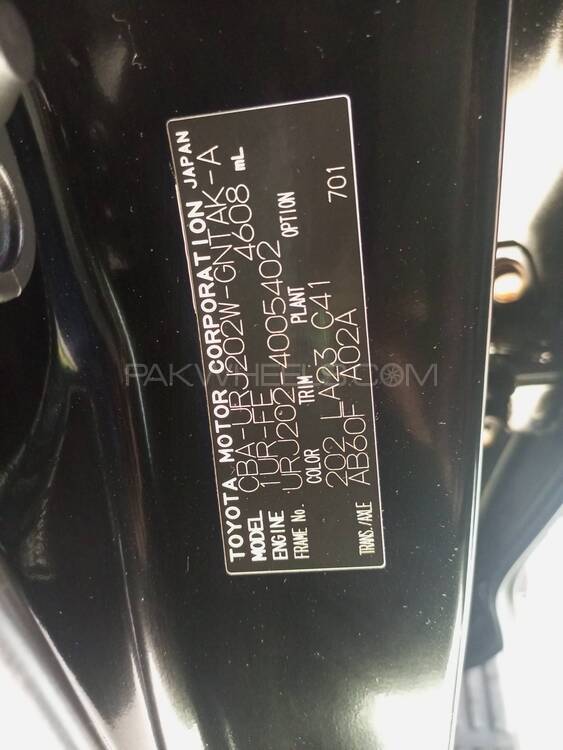 TOYOTA MOTOR CORPORATION JAPAN
MODEL CBA-URJ202W-GNTAK-A
ENGINE 1UR-FE 4608 mL
FRAME No. URJ202-4005402
COLOR TRIM PLANT OPTION
202 LA23 C41
TRANS./AXLE AB60F A02A 701
PAKWHEELS.COM